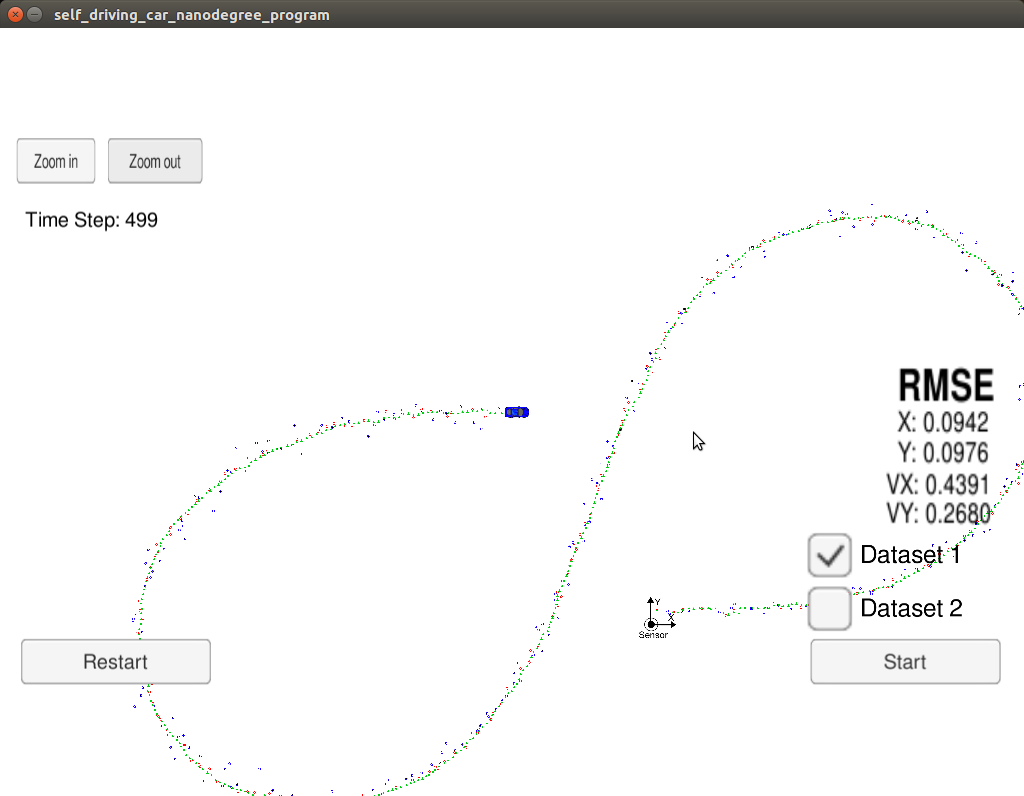 self_driving_car_nanodegree_program
Zoom in
Zoom out
Time Step: 499
RMSE
X: 0.0942
Y: 0.0976
VX: 0.4391
VY: 0.2680
Dataset 1
Dataset 2
Y
X
Sensor
Restart
Start